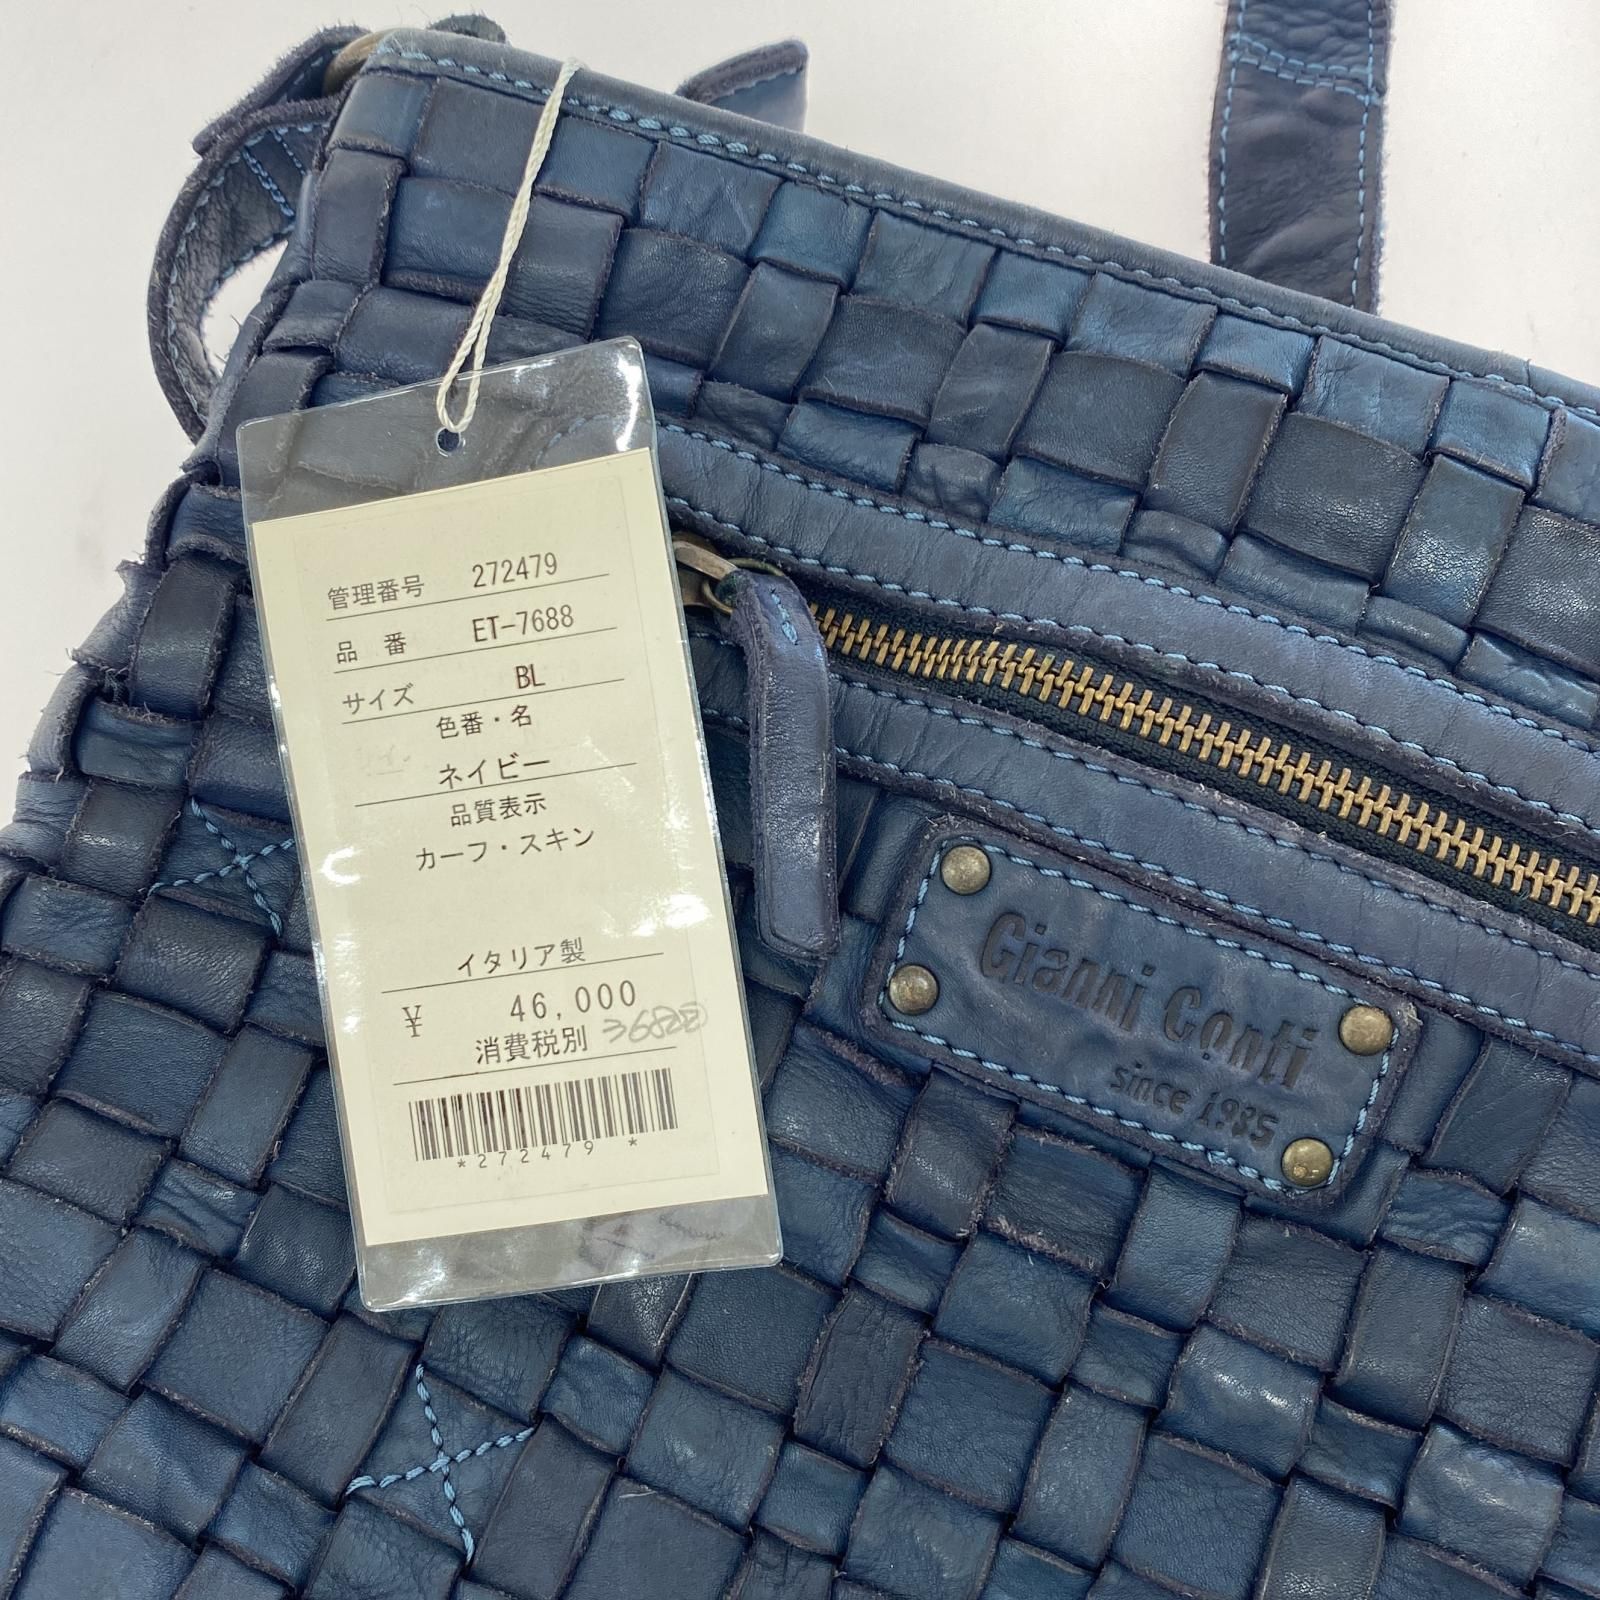 管理番号 272479
品 番 ET-7688
サイズ BL
色番・名
ネイビー
品質表示
カーフ・スキン
イタリア製
¥ 46,000
消費税別
*272479*
Gianni Conti
since 1985